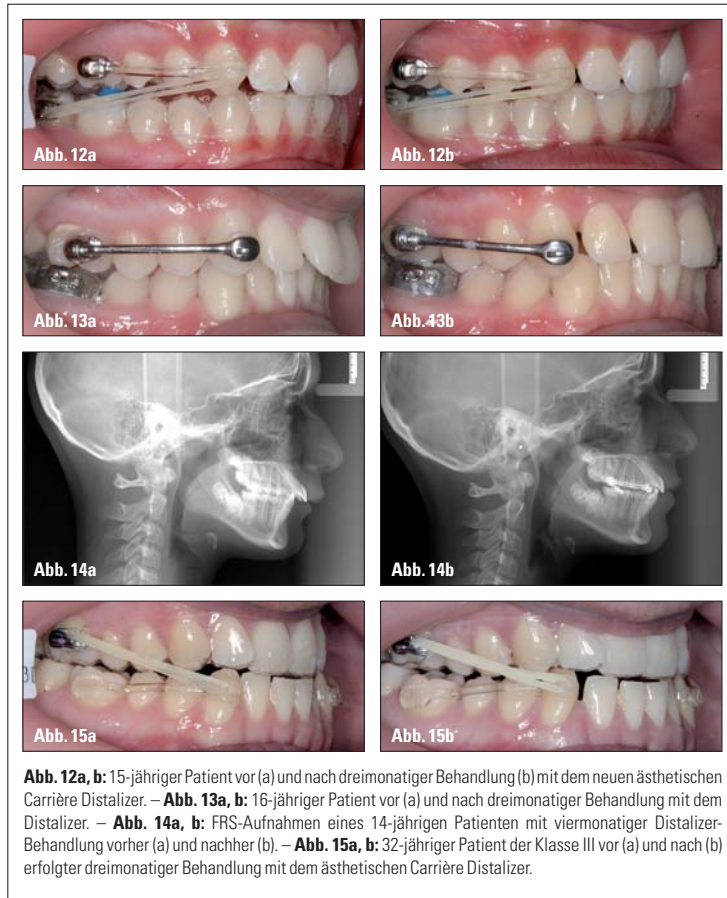 Abb. 12a
Abb. 12b
Abb. 13a
Abb. 13b
Abb. 14a
Abb. 14b
Abb. 15a
Abb. 15b
Abb. 12a, b: 15-jähriger Patient vor (a) und nach dreimonatiger Behandlung (b) mit dem neuen ästhetischen
Carrière Distalizer. – Abb. 13a, b: 16-jähriger Patient vor (a) und nach dreimonatiger Behandlung mit dem
Distalizer. – Abb. 14a, b: FRS-Aufnahmen eines 14-jährigen Patienten mit viermonatiger Distalizer-
Behandlung vorher (a) und nachher (b). – Abb. 15a, b: 32-jähriger Patient der Klasse III vor (a) und nach (b)
erfolgter dreimonatiger Behandlung mit dem ästhetischen Carrière Distalizer.